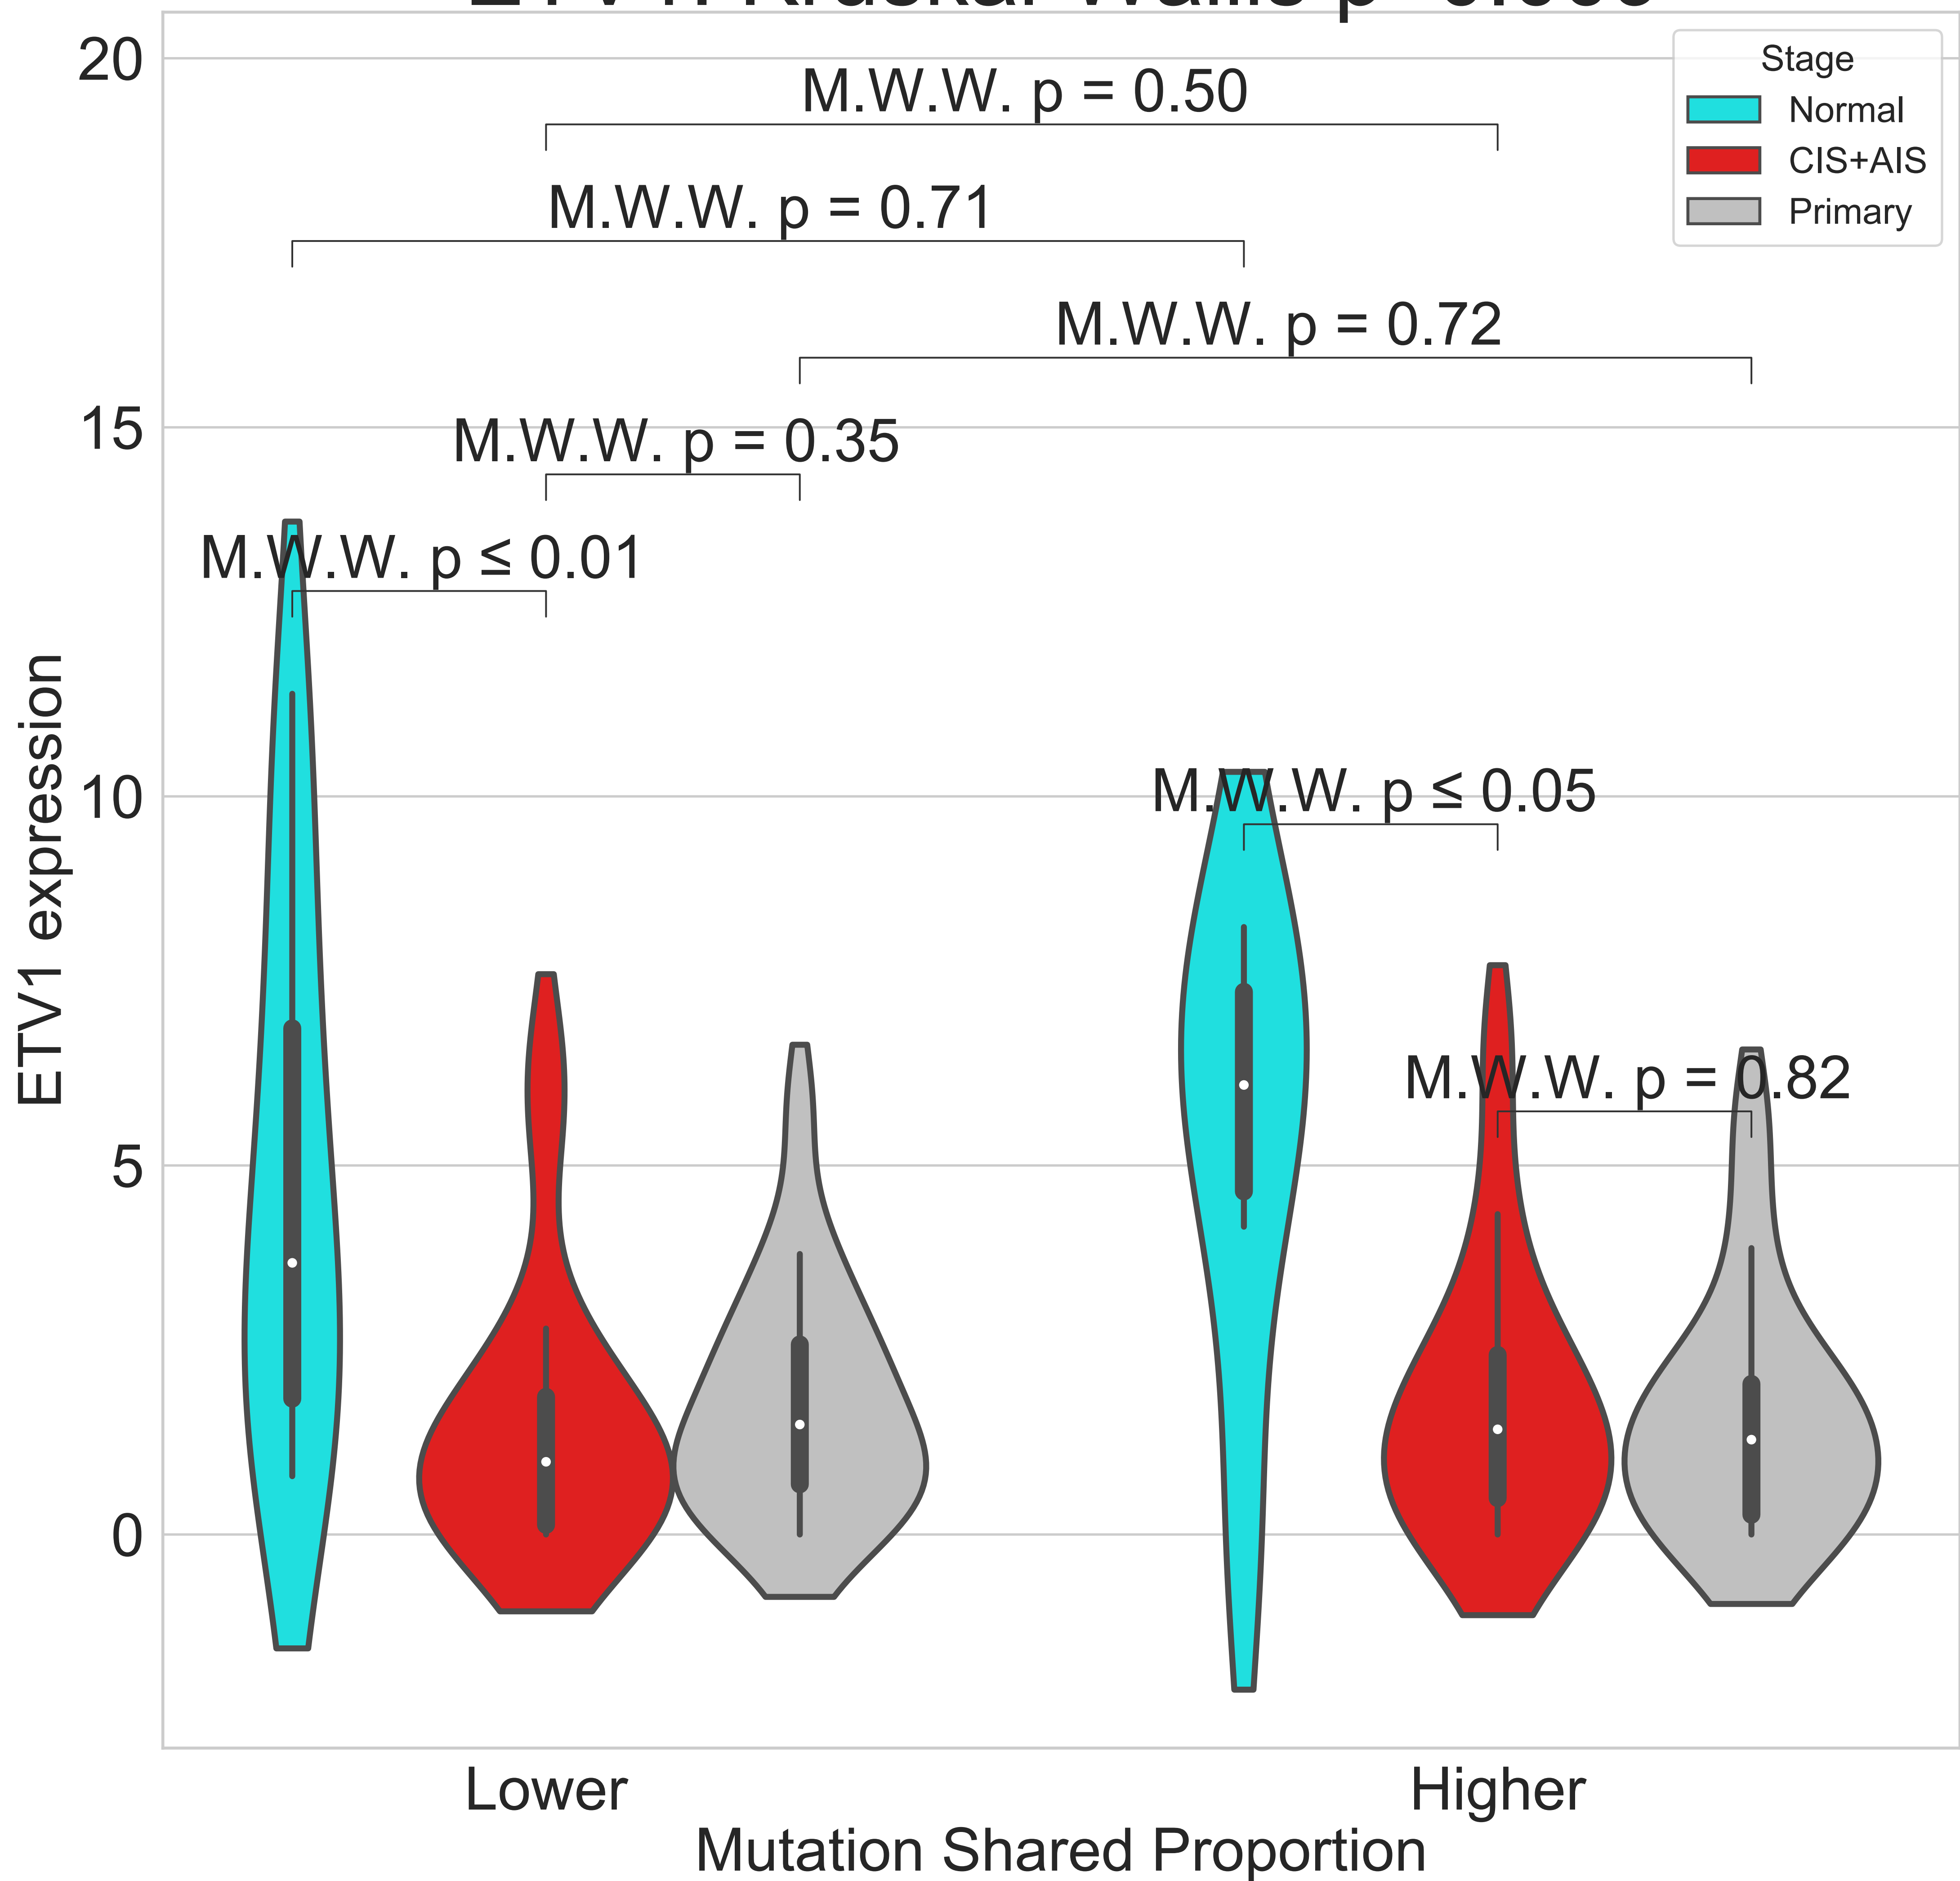 20
Stage
Normal
CIS+AIS
Primary
M.W.W. p = 0.50
M.W.W. p = 0.71
M.W.W. p = 0.72
15
M.W.W. p = 0.35
M.W.W. p ≤ 0.01
ETV1 expression
10
M.W.W. p ≤ 0.05
M.W.W. p = 0.82
5
0
Lower
Higher
Mutation Shared Proportion